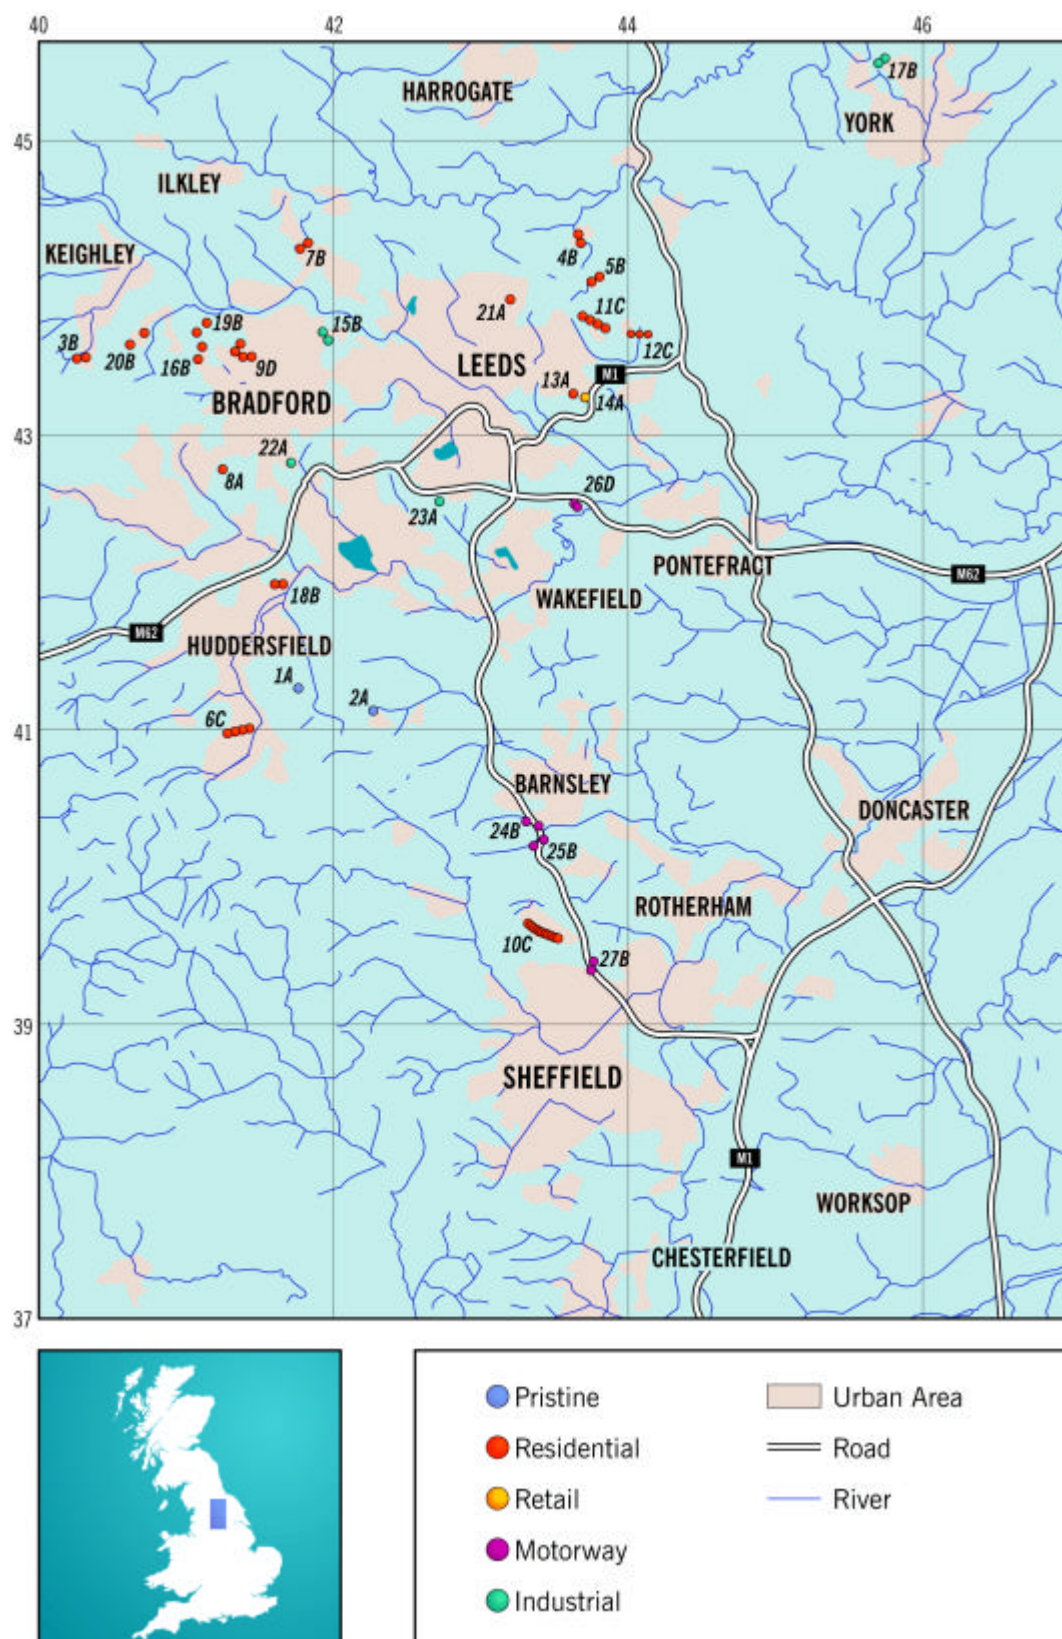 40 42 44 46
17B
HARROGATE
YORK
45
ILKLEY
KEIGHLEY
7B
4B
5B
21A
11C
19B
15B
3B
20B
16B
9D
LEEDS
12C
M1
13A
14A
BRADFORD
43
22A
8A
26D
23A
PONTEFRACT
M62
18B
WAKEFIELD
M62
HUDDERSFIELD
1A
2A
6C
41
BARNSLEY
DONCASTER
24B
25B
ROTHERHAM
10C
27B
39
SHEFFIELD
M1
WORKSOP
CHESTERFIELD
37
Pristine
Residential
Retail
Motorway
Industrial
Urban Area
Road
River